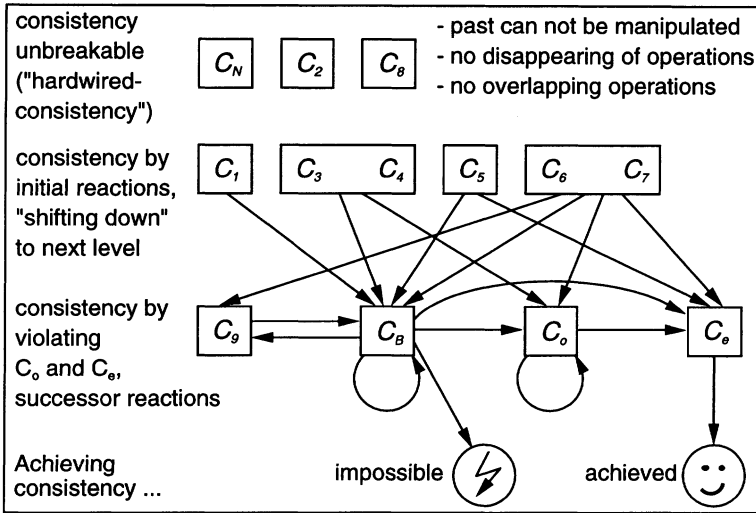 consistency
unbreakable
("hardwired-
consistency")
C_N C_2 C_8
- past can not be manipulated
- no disappearing of operations
- no overlapping operations
consistency by
initial reactions,
"shifting down"
to next level
C_1 C_3 C_4 C_5 C_6 C_7
consistency by
violating
C_o and C_e,
successor reactions
C_9 C_B C_o C_e
Achieving
consistency ...
impossible
achieved